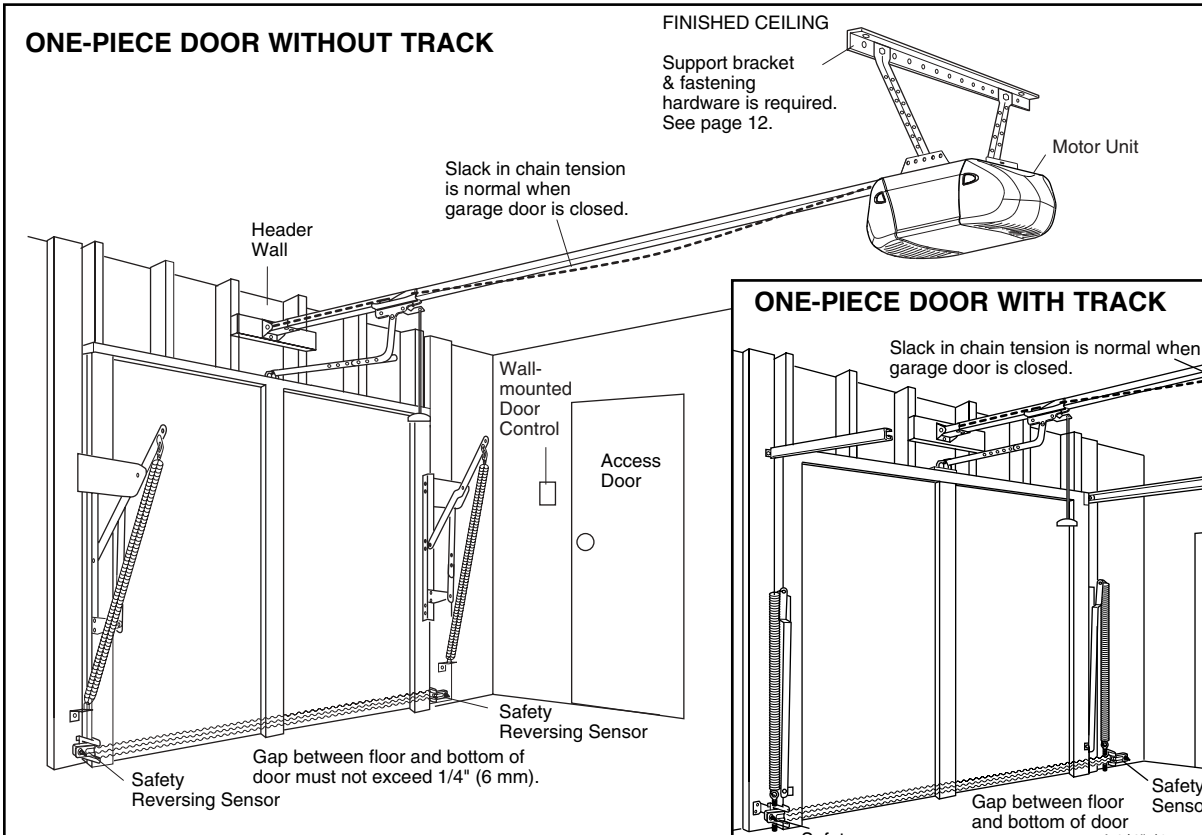 ONE-PIECE DOOR WITHOUT TRACK
FINISHED CEILING
Support bracket
& fastening
hardware is required.
See page 12.
Motor Unit
Slack in chain tension
is normal when
garage door is closed.
Header
Wall
Wall-
mounted
Door
Control
Access
Door
Safety
Reversing Sensor
Gap between floor and bottom of
door must not exceed 1/4" (6 mm).
Safety
Reversing Sensor
ONE-PIECE DOOR WITH TRACK
Slack in chain tension is normal when
garage door is closed.
Safety
Gap between floor
and bottom of door
Safety